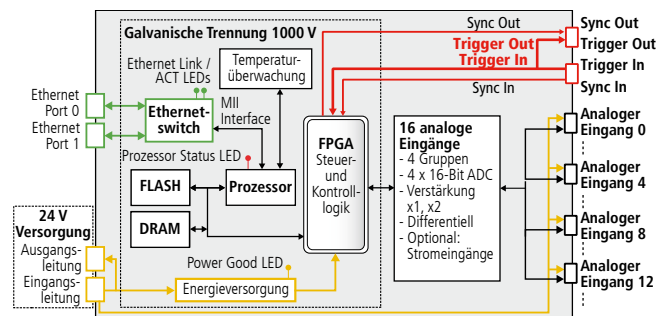 Galvanische Trennung 1000 V
Ethernet Link /
ACT LEDs
Temperatur-
überwachung
Sync Out
Trigger Out
Trigger In
Sync In
Sync Out
Trigger Out
Trigger In
Sync In
Ethernet
Port 0
Ethernet
Port 1
Ethernet-
switch
MII
Interface
Prozessor Status LED
FLASH
Prozessor
DRAM
FPGA
Steuer-
und
Kontroll-
logik
16 analoge
Eingänge
- 4 Gruppen
- 4 x 16-Bit ADC
- Verstärkung
x1, x2
- Differentiell
- Optional:
Stromeingänge
Analoger
Eingang 0
Analoger
Eingang 4
Analoger
Eingang 8
Analoger
Eingang 12
24 V
Versorgung
Ausgangs-
leitung
Eingangs-
leitung
Power Good LED
Energieversorgung